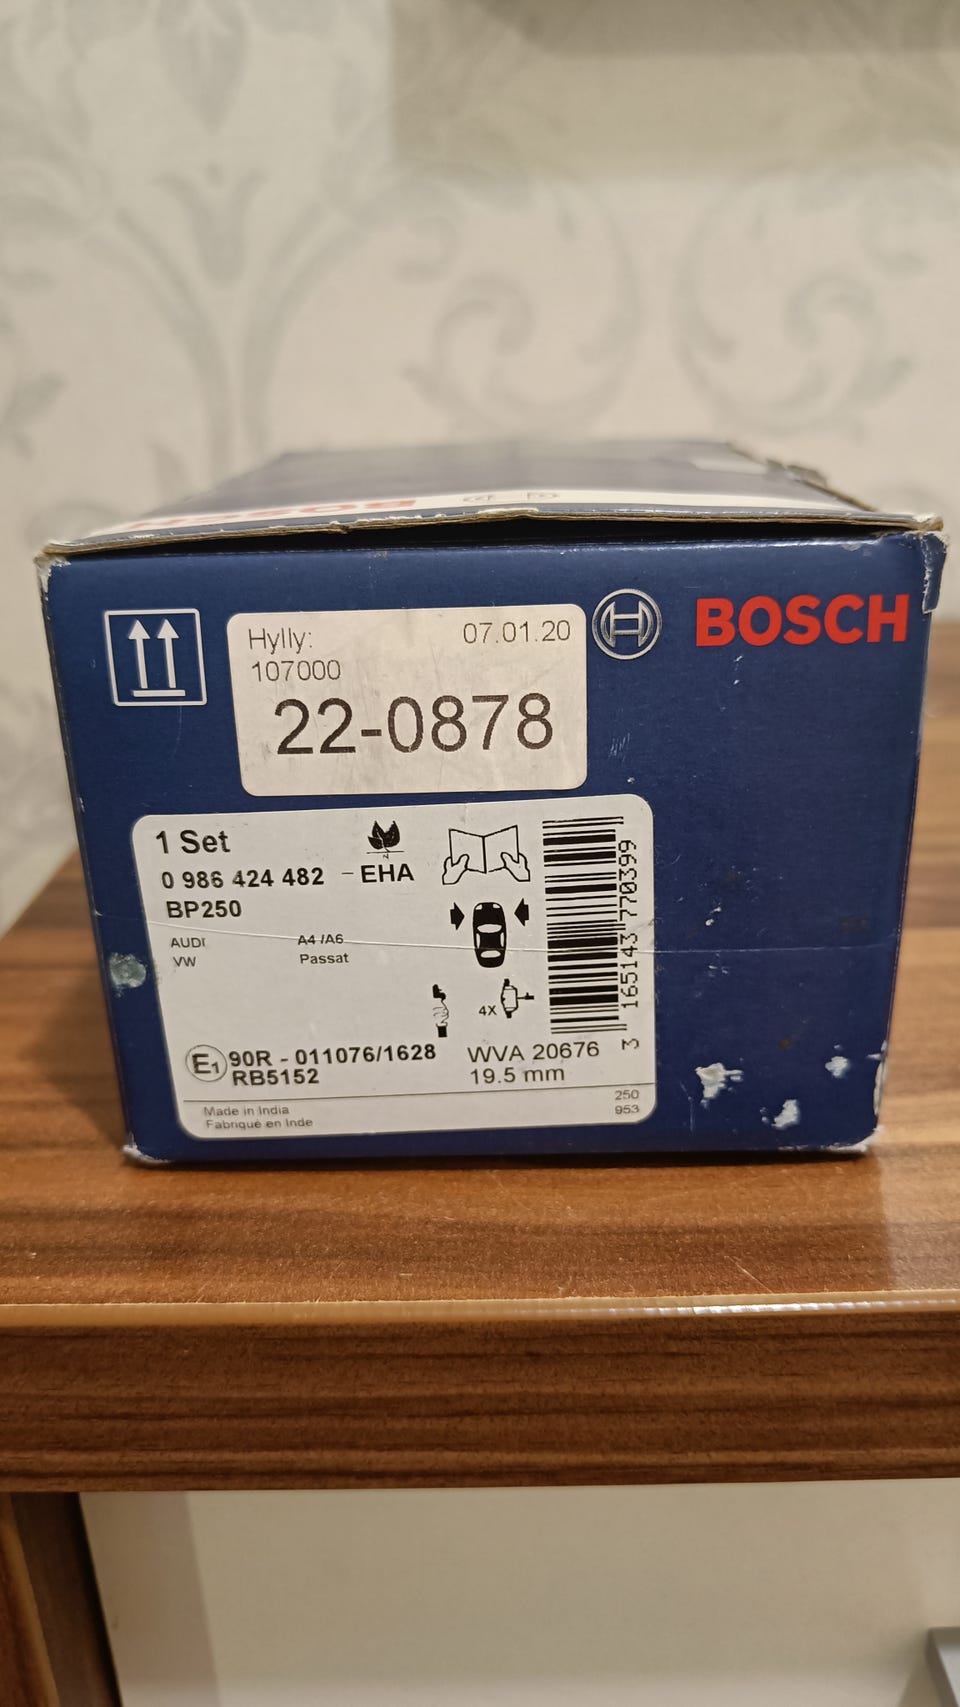 BOSCH
Hylly:
07.01.20
107000
22-0878
BOSCH
1 Set
0 986 424 482 - EHA
BP250
AUDI A4 /A6
VW Passat
4X
E1 90R - 011076/1628
RB5152
WVA 20676
19.5 mm
Made in India
Fabriqué en Inde
250
953
3 165143 770399